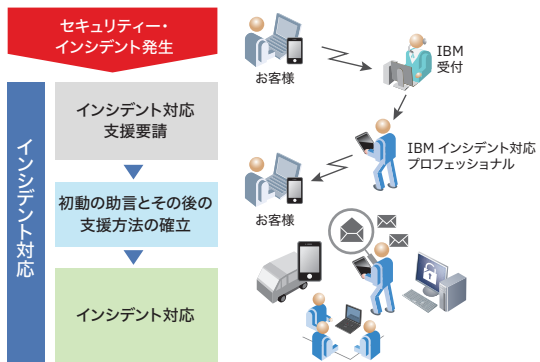 セキュリティー・
インシデント発生
インシデント対応
インシデント対応
支援要請
初動の助言とその後の
支援方法の確立
インシデント対応
お客様
IBM
受付
IBM インシデント対応
プロフェッショナル
お客様